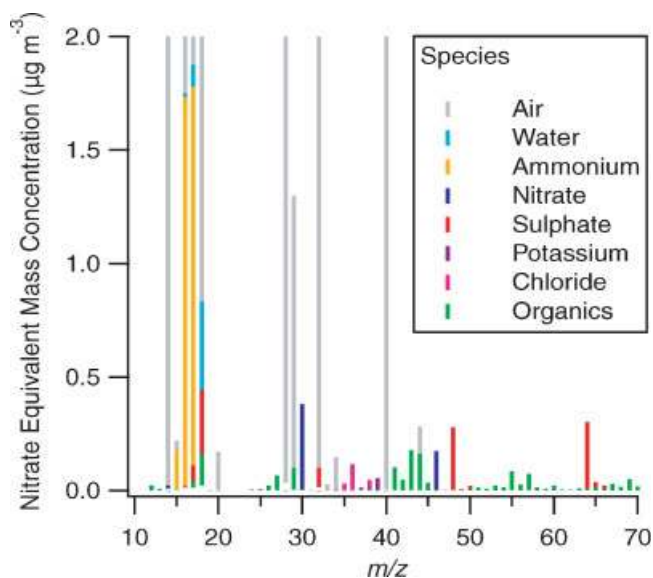 Nitrate Equivalent Mass Concentration (µg m⁻³)
2.0
1.5
1.0
0.5
0.0
Species
Air
Water
Ammonium
Nitrate
Sulphate
Potassium
Chloride
Organics
10 20 30 40 50 60 70
m/z